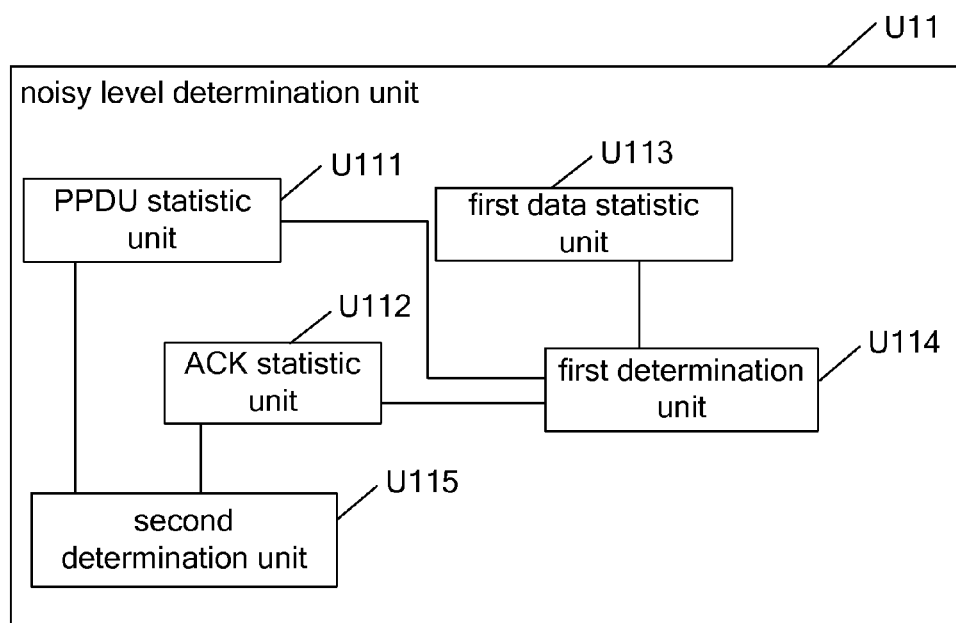 U11
noisy level determination unit
U111
PPDU statistic
unit
U113
first data statistic
unit
U112
ACK statistic
unit
U114
first determination
unit
U115
second
determination unit